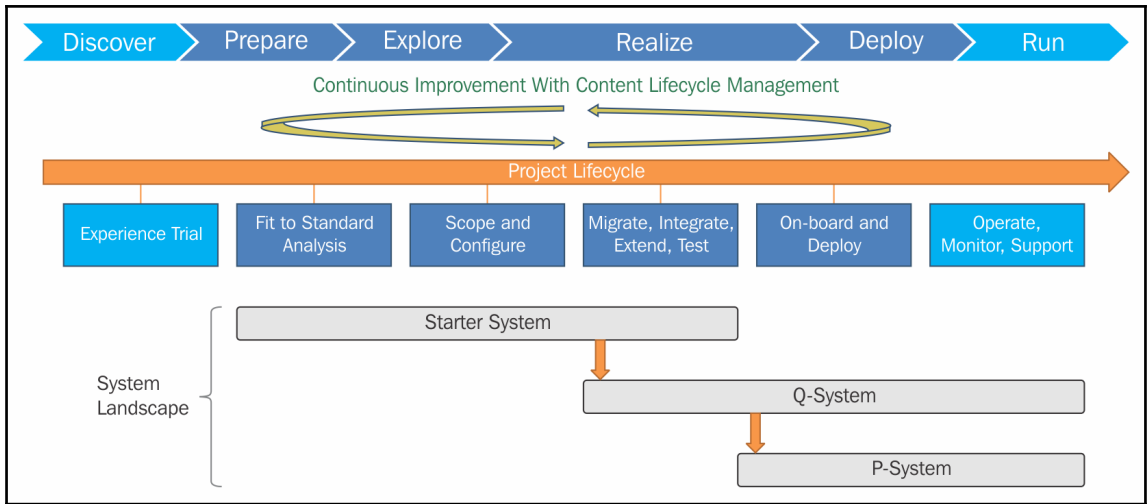 Discover
Prepare
Explore
Realize
Deploy
Run
Continuous Improvement With Content Lifecycle Management
Project Lifecycle
Experience Trial
Fit to Standard
Analysis
Scope and
Configure
Migrate, Integrate,
Extend, Test
On-board and
Deploy
Operate,
Monitor, Support
System
Landscape
Starter System
Q-System
P-System